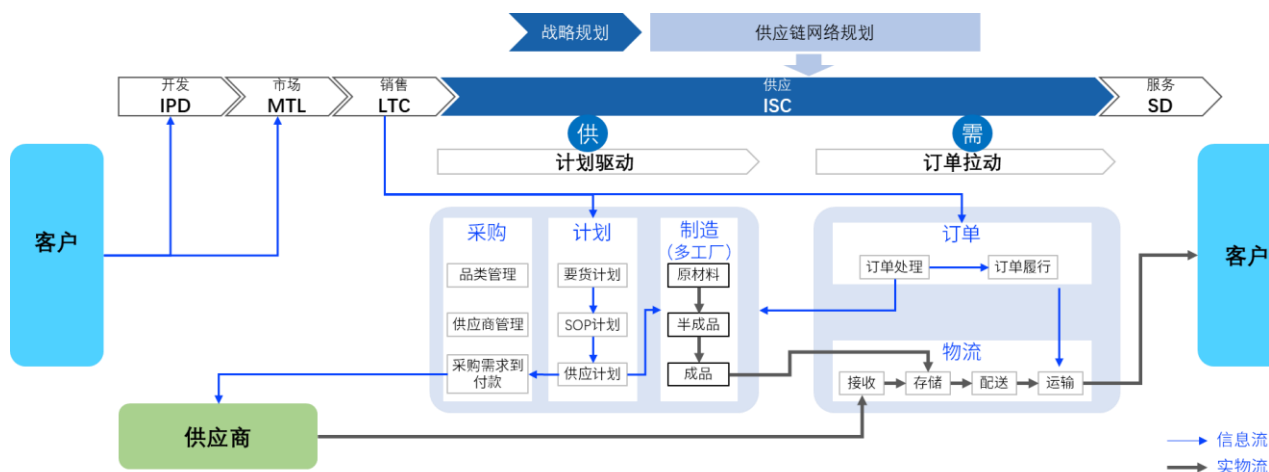 战略规划
供应链网络规划
开发
IPD
市场
MTL
销售
LTC
供应
ISC
服务
SD
供
需
计划驱动
订单拉动
客户
客户
采购
计划
制造
(多工厂)
订单
品类管理
要货计划
原材料
订单处理
订单履行
供应商管理
SOP计划
半成品
采购需求到
付款
供应计划
成品
物流
接收
存储
配送
运输
供应商
信息流
实物流